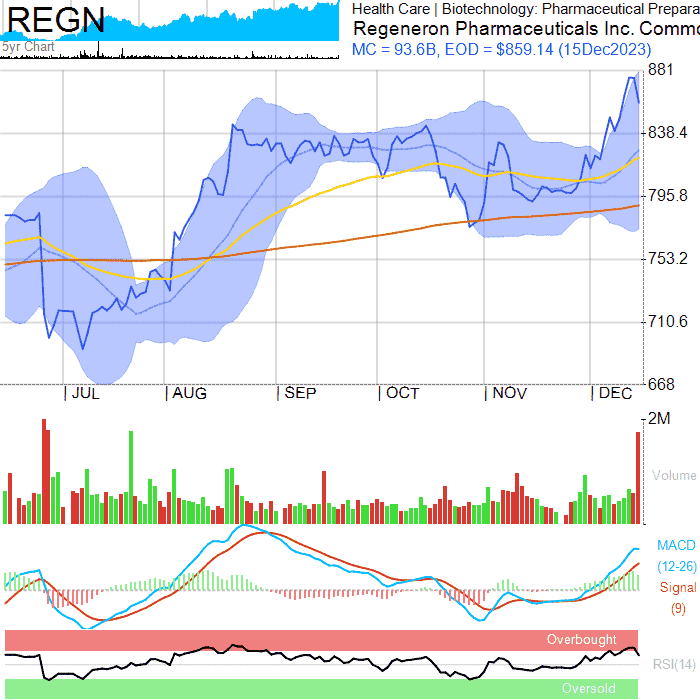 REGN
5yr Chart
Health Care | Biotechnology: Pharmaceutical Prepara
Regeneron Pharmaceuticals Inc. Commo
MC = 93.6B, EOD = $859.14 (15Dec2023)
881
838.4
795.8
753.2
710.6
668
| JUL | AUG | SEP | OCT | NOV | DEC
2M
Volume
MACD
(12-26)
Signal
(9)
Overbought
RSI(14)
Oversold